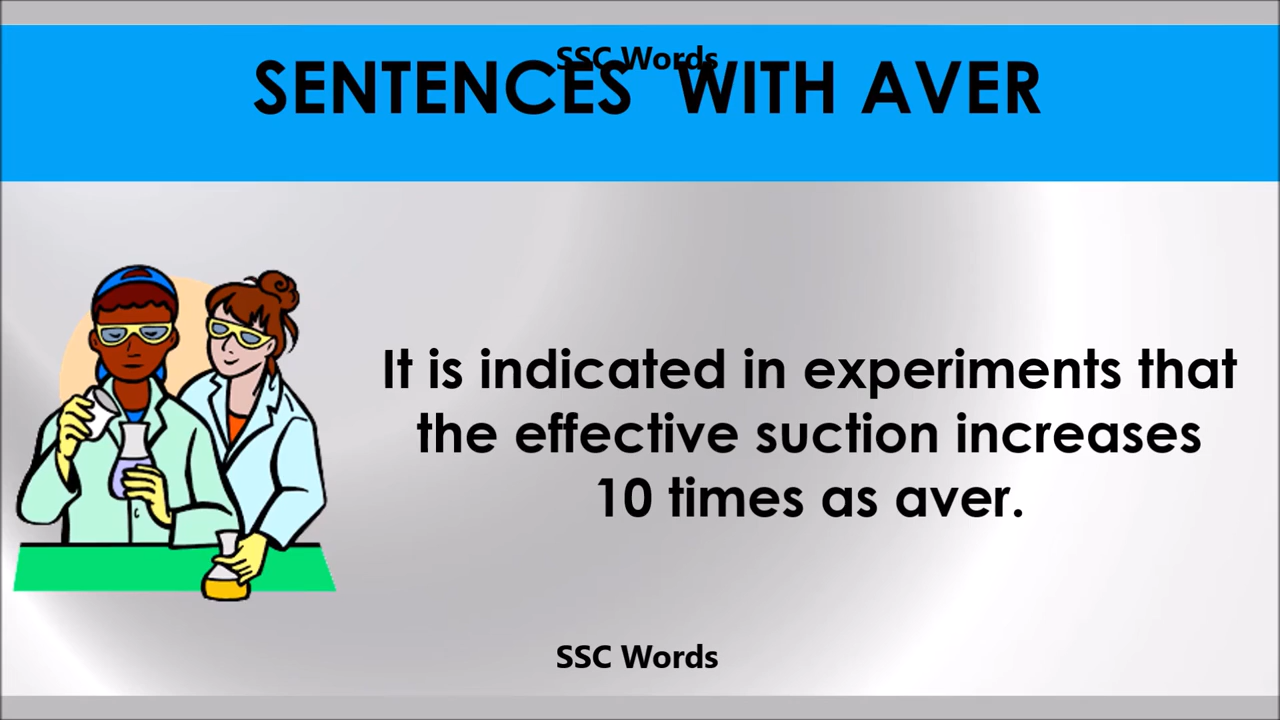 SSC Words
SENTENCES WITH AVER
It is indicated in experiments that
the effective suction increases
10 times as aver.
SSC Words